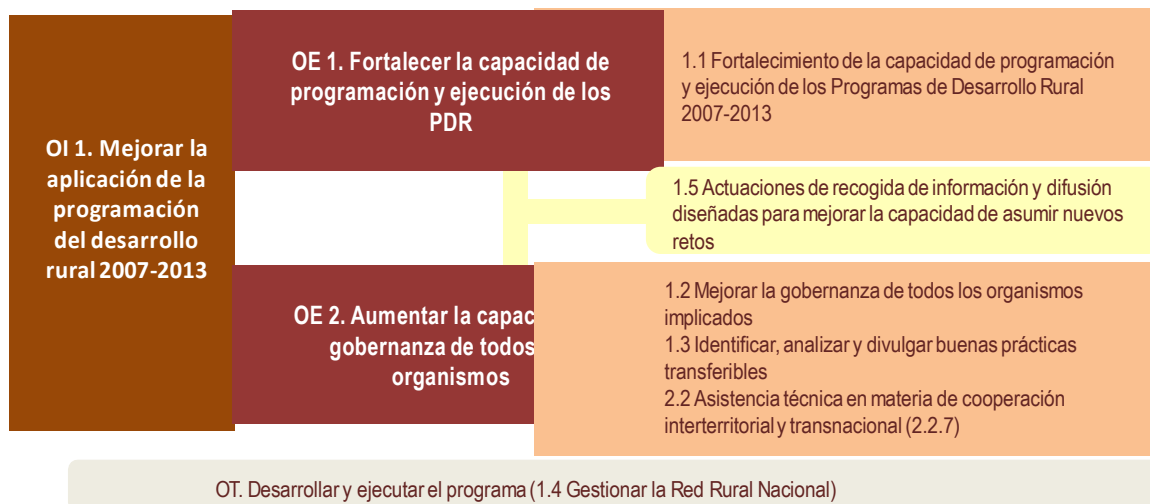 OI 1. Mejorar la
aplicación de la
programación
del desarrollo
rural 2007-2013
OE 1. Fortalecer la capacidad de
programación y ejecución de los
PDR
1.1 Fortalecimiento de la capacidad de programación
y ejecución de los Programas de Desarrollo Rural
2007-2013
1.5 Actuaciones de recogida de información y difusión
diseñadas para mejorar la capacidad de asumir nuevos
retos
OE 2. Aumentar la
gobernanza de todos
organismos
1.2 Mejorar la gobernanza de todos los organismos
implicados
1.3 Identificar, analizar y divulgar buenas prácticas
transferibles
2.2 Asistencia técnica en materia de cooperación
interterritorial y transnacional (2.2.7)
OT. Desarrollar y ejecutar el programa (1.4 Gestionar la Red Rural Nacional)